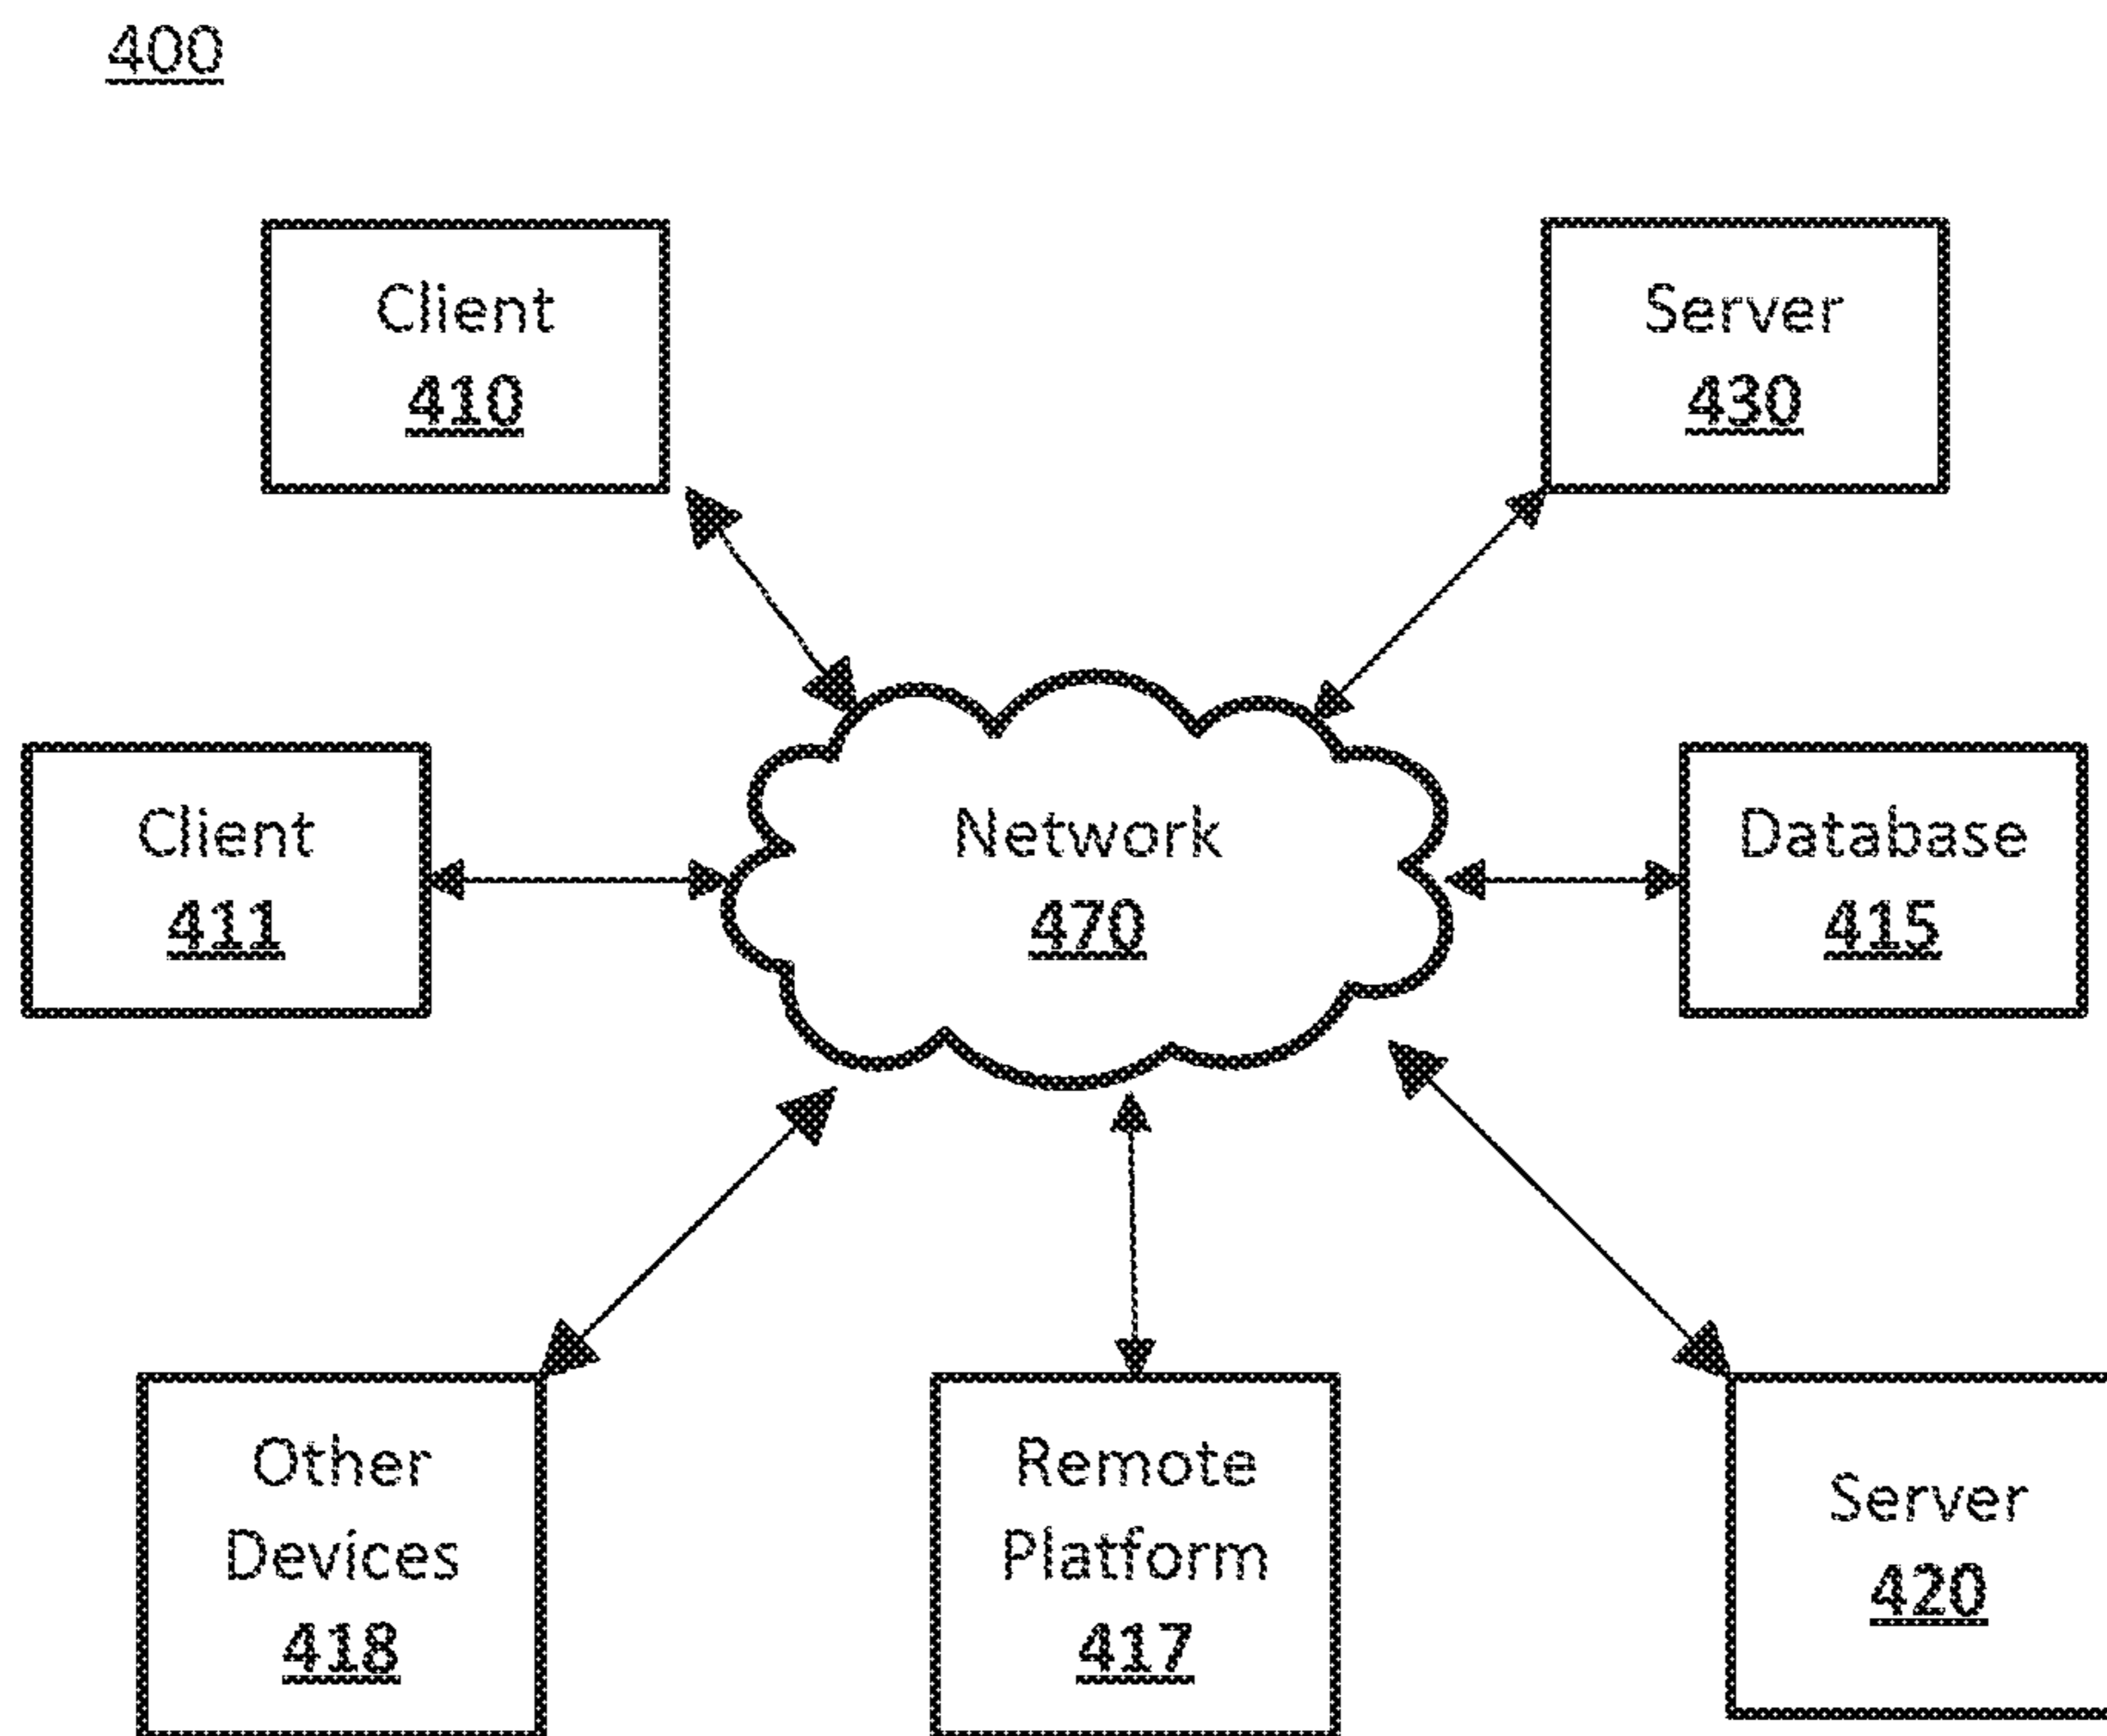 400
Client
410
Server
430
Client
411
Network
470
Database
415
Other
Devices
418
Remote
Platform
417
Server
420